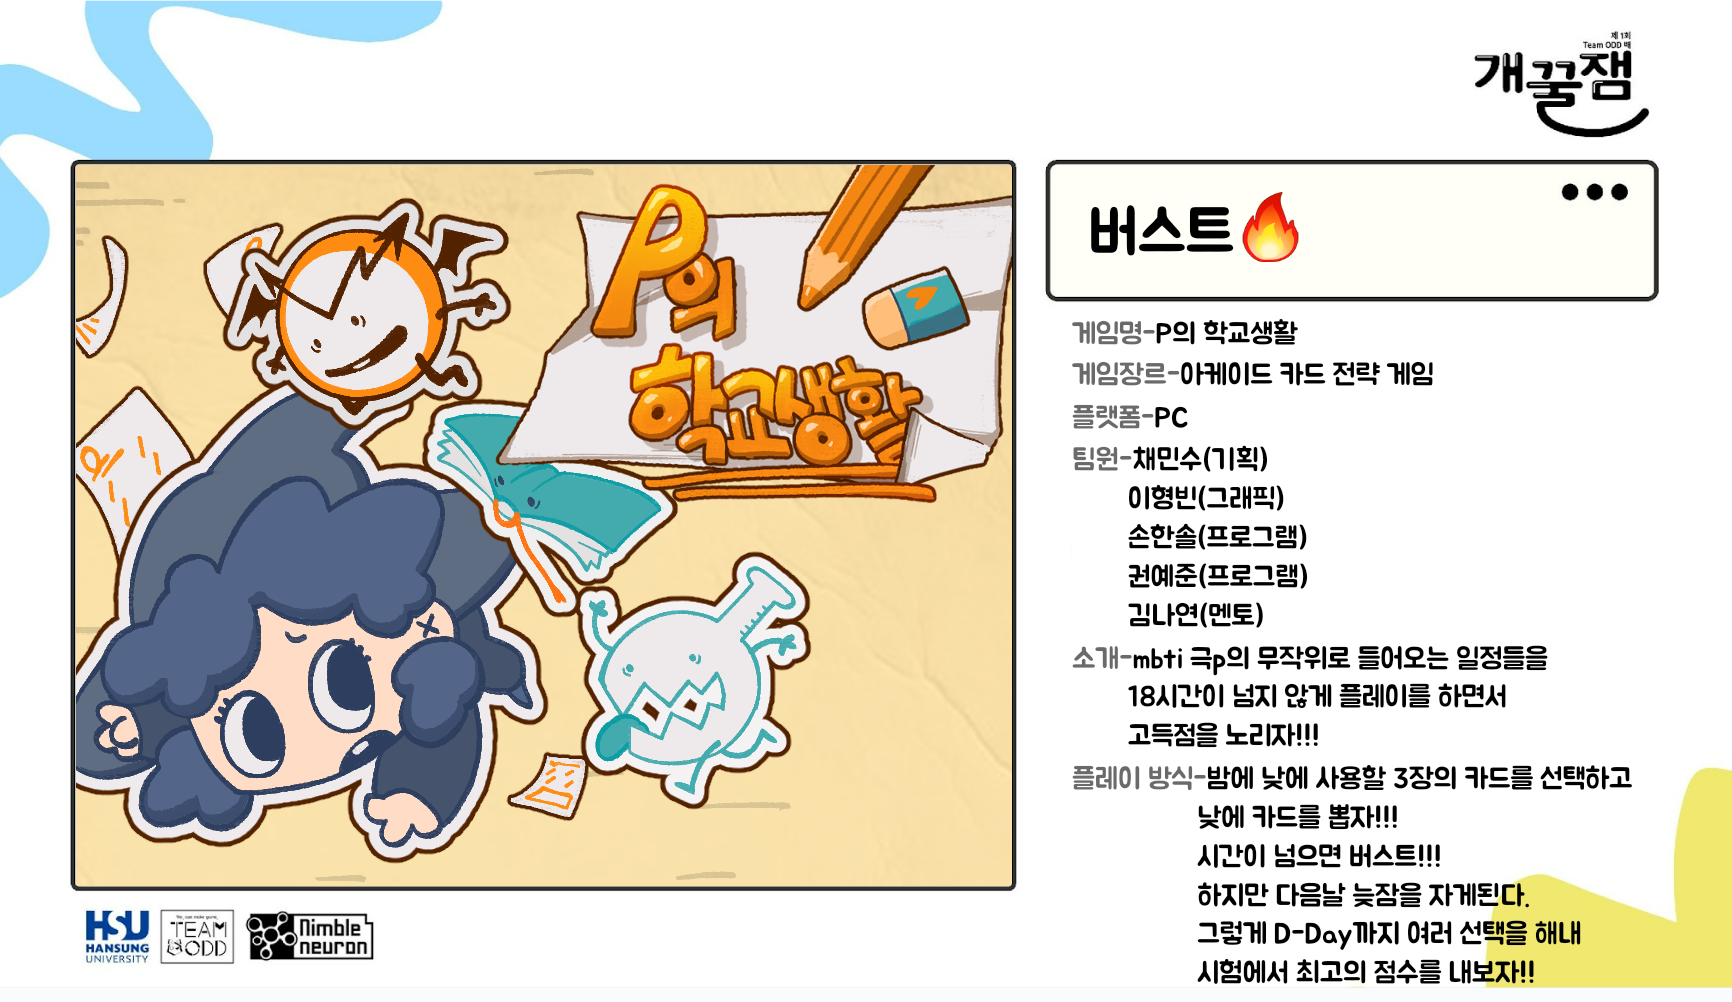 제 1회
Team ODD 배
개꿀잼
P의
학교생활
버스트🔥
게임명-P의 학교생활
게임장르-아케이드 카드 전략 게임
플랫폼-PC
팀원-채민수(기획)
이형빈(그래픽)
손한솔(프로그램)
권예준(프로그램)
김나연(멘토)
소개-mbti 극p의 무작위로 들어오는 일정들을
18시간이 넘지 않게 플레이를 하면서
고득점을 노리자!!!
플레이 방식-밤에 낮에 사용할 3장의 카드를 선택하고
낮에 카드를 뽑자!!!
시간이 넘으면 버스트!!!
하지만 다음날 늦잠을 자게된다.
그렇게 D-Day까지 여러 선택을 해내
시험에서 최고의 점수를 내보자!!
HSU
HANSUNG
UNIVERSITY
We, can make game,
TEAM
ODD
Nimble
neuron